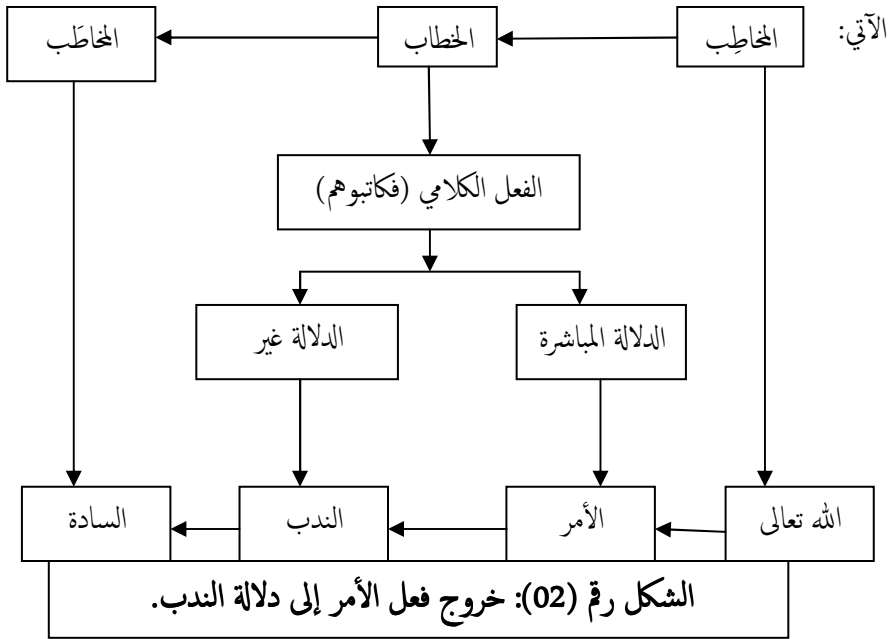 الآتي:
المخاطِب
الخطاب
المخاطَب
الفعل الكلامي (فكاتبوهم)
الدلالة المباشرة
الدلالة غير
الله تعالى
الأمر
الندب
السادة
الشكل رقم (02): خروج فعل الأمر إلى دلالة الندب.